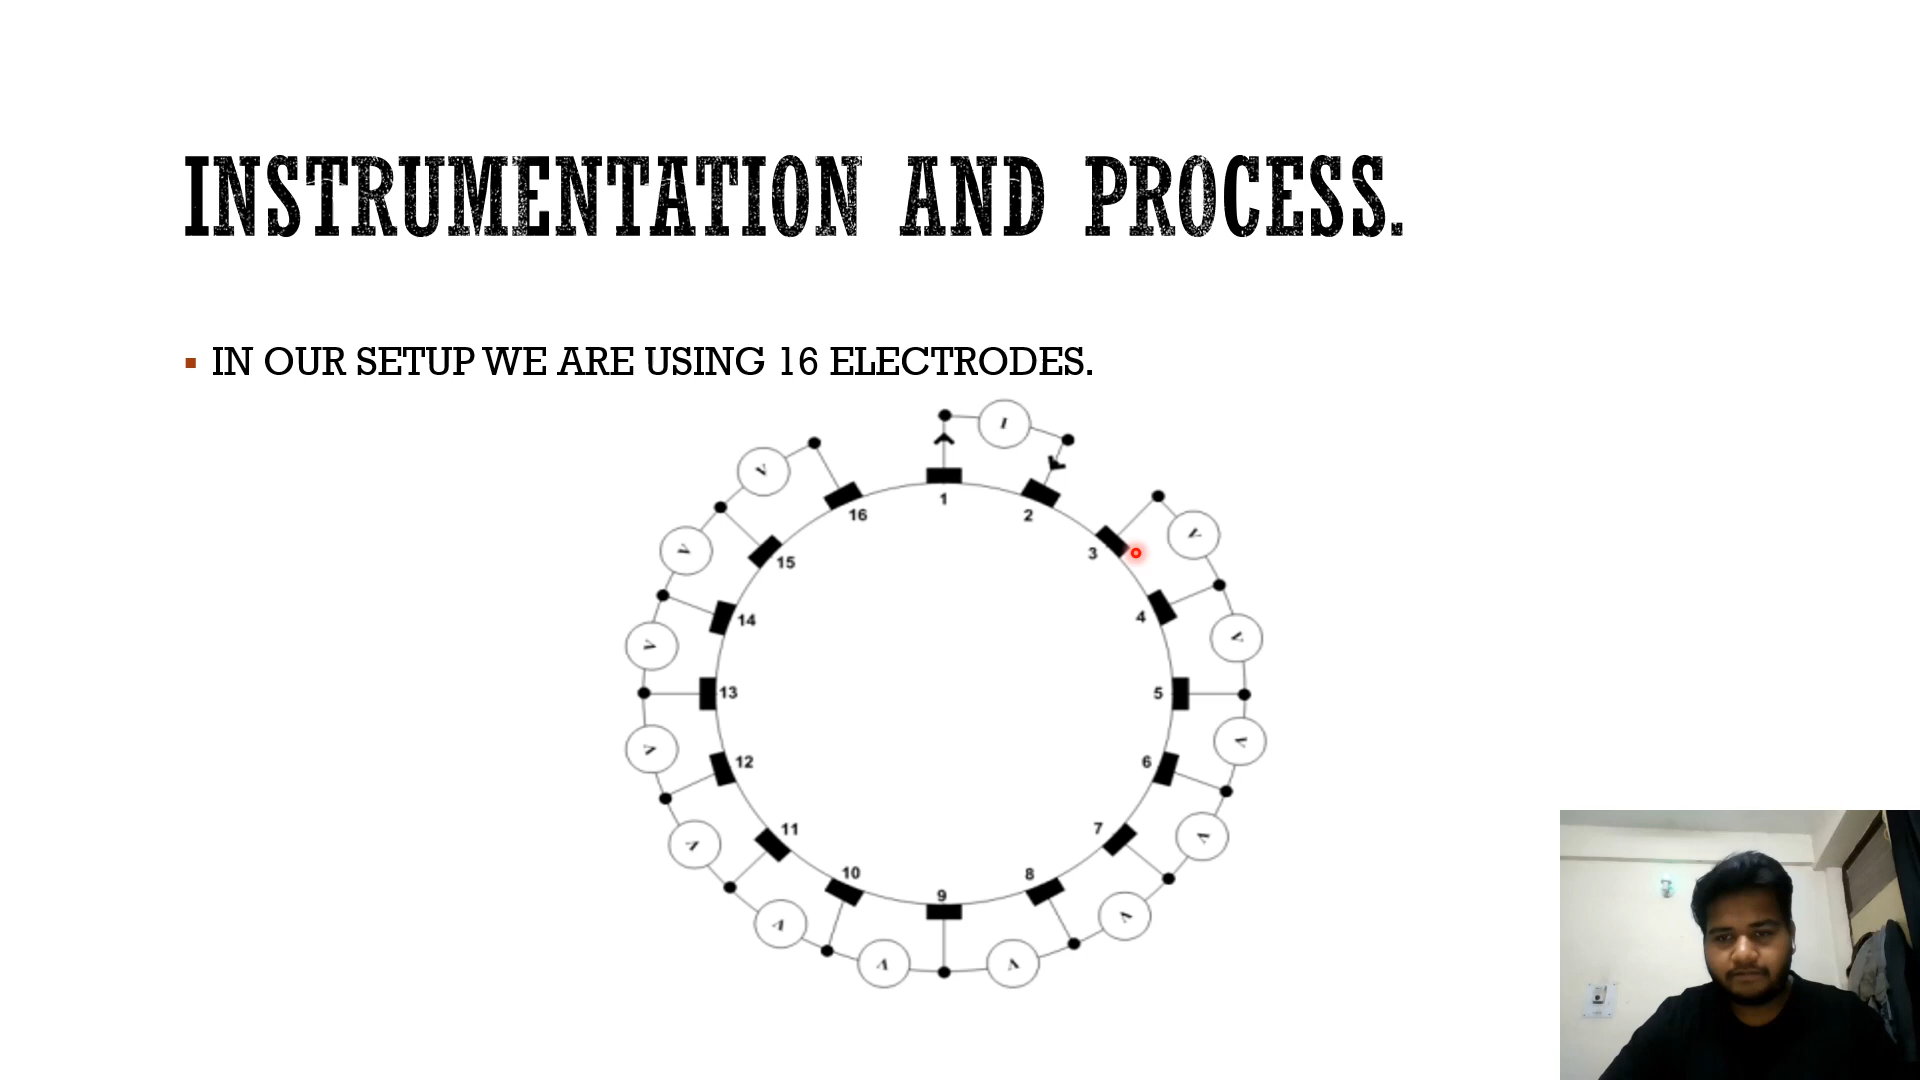 INSTRUMENTATION AND PROCESS.
IN OUR SETUP WE ARE USING 16 ELECTRODES.
I
V
V
1
16
2
V
3
V
15
4
14
V
V
5
13
V
V
6
12
V
7
11
V
8
10
9
V
V
V
V